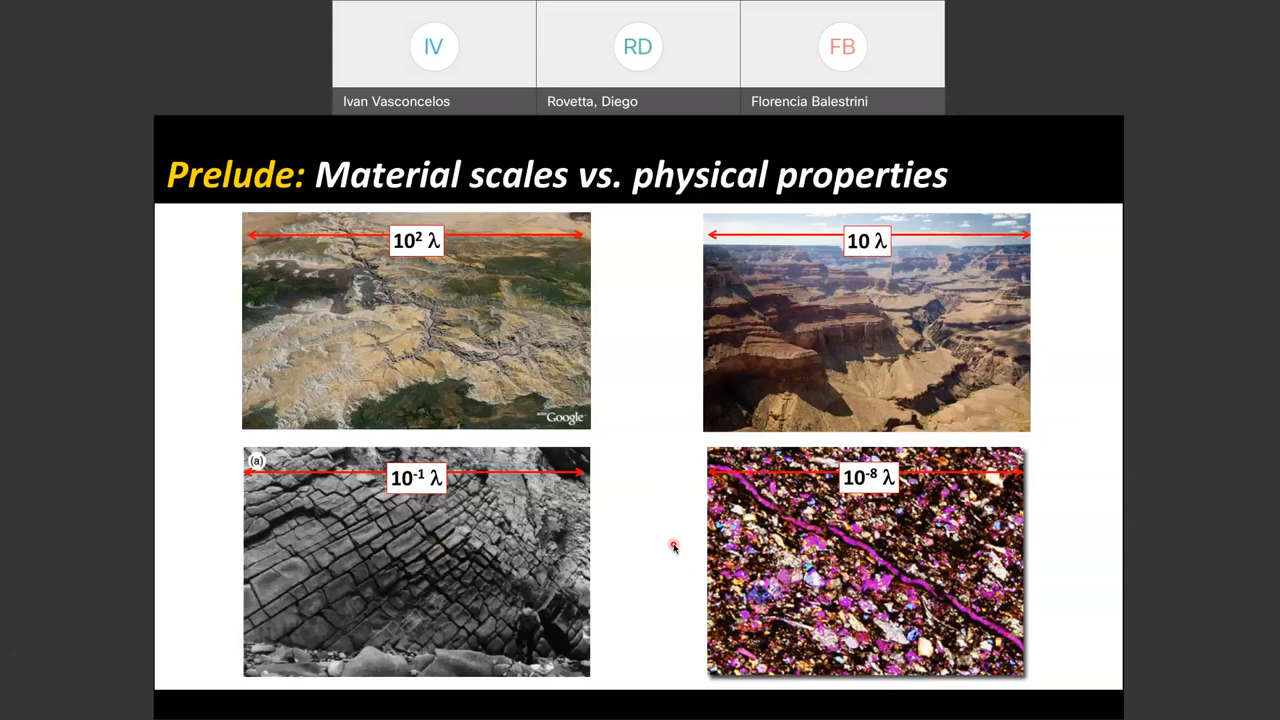 IV
RD
FB
Ivan Vasconcelos
Rovetta, Diego
Florencia Balestrini
Prelude: Material scales vs. physical properties
10² λ
10 λ
Google
(a)
10⁻¹ λ
10⁻⁸ λ